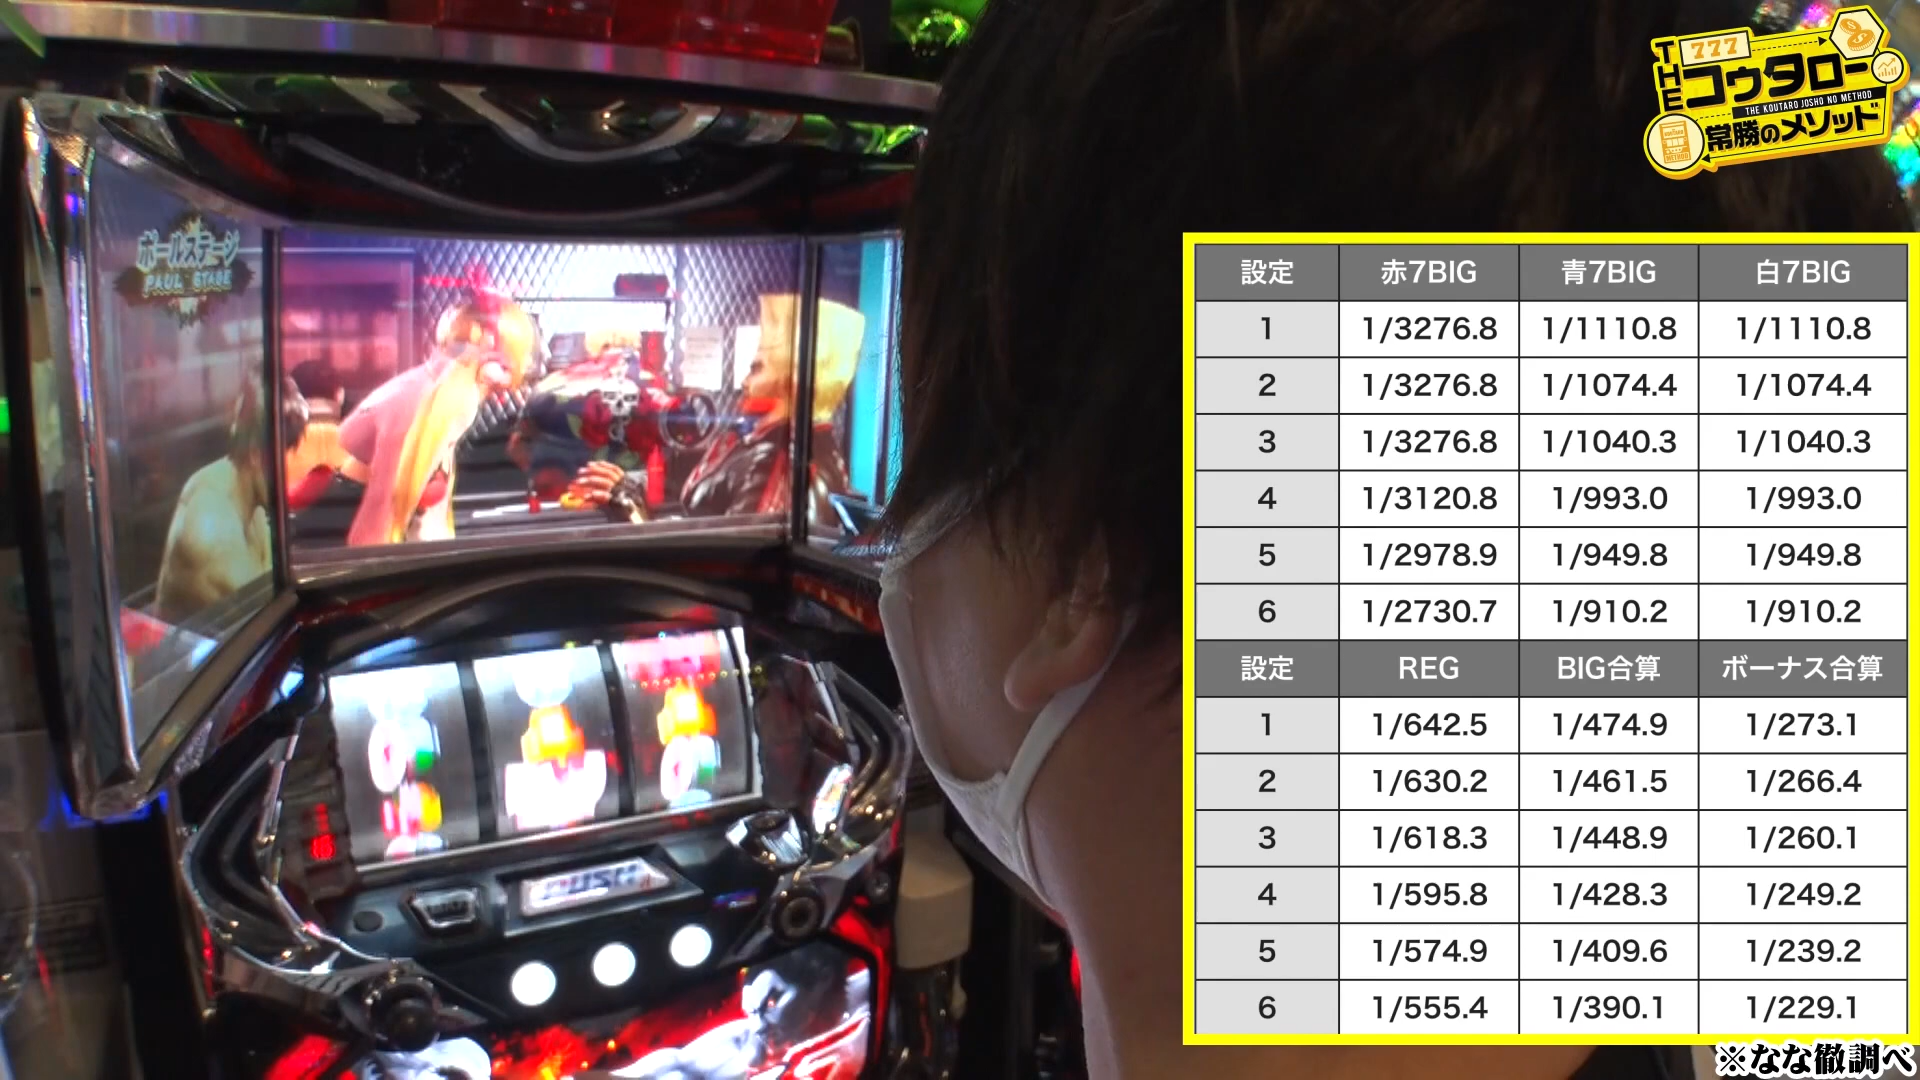 THE
777
コウタロー
THE KOUTARO JOSHO NO METHOD
常勝のメソッド
ポールステージ
PAUL STAGE
設定 赤7BIG 青7BIG 白7BIG
1 1/3276.8 1/1110.8 1/1110.8
2 1/3276.8 1/1074.4 1/1074.4
3 1/3276.8 1/1040.3 1/1040.3
4 1/3120.8 1/993.0 1/993.0
5 1/2978.9 1/949.8 1/949.8
6 1/2730.7 1/910.2 1/910.2
設定 REG BIG合算 ボーナス合算
1 1/642.5 1/474.9 1/273.1
2 1/630.2 1/461.5 1/266.4
3 1/618.3 1/448.9 1/260.1
4 1/595.8 1/428.3 1/249.2
5 1/574.9 1/409.6 1/239.2
6 1/555.4 1/390.1 1/229.1
PUSH
※なな徹調べ